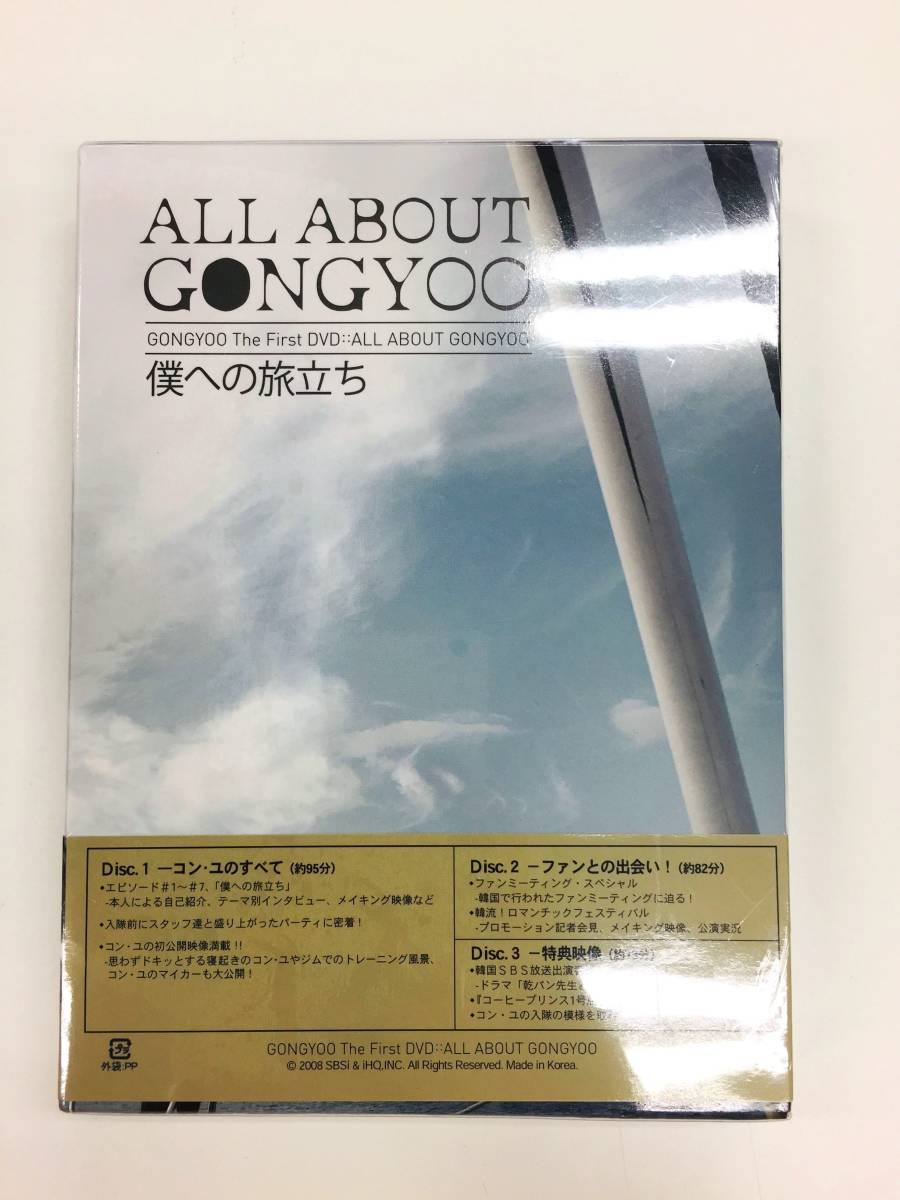 ALL ABOUT
GONGYOO
GONGYOO The First DVD::ALL ABOUT GONGYOO
僕への旅立ち
Disc. 1 ーコン・ユのすべて (約95分)
•エピソード#1〜#7、「僕への旅立ち」
-本人による自己紹介、テーマ別インタビュー、メイキング映像など
•入隊前にスタッフ達と盛り上がったパーティに密着！
•コン・ユの初公開映像満載!!
-思わずドキッとする寝起きのコン・ユやジムでのトレーニング風景、
コン・ユのマイカーも大公開！
Disc. 2 ーファンとの出会い！(約82分)
•ファンミーティング・スペシャル
-韓国で行われたファンミーティングに迫る！
•韓流！ロマンチックフェスティバル
-プロモーション記者会見、メイキング映像、公演実況
Disc. 3 ー特典映像
•韓国SBS放送出演
-ドラマ「乾パン先生
•『コーヒープリンス1号
•コン・ユの入隊の模様を
プラ
外袋:PP
GONGYOO The First DVD::ALL ABOUT GONGYOO
© 2008 SBSi & iHQ,INC. All Rights Reserved. Made in Korea.